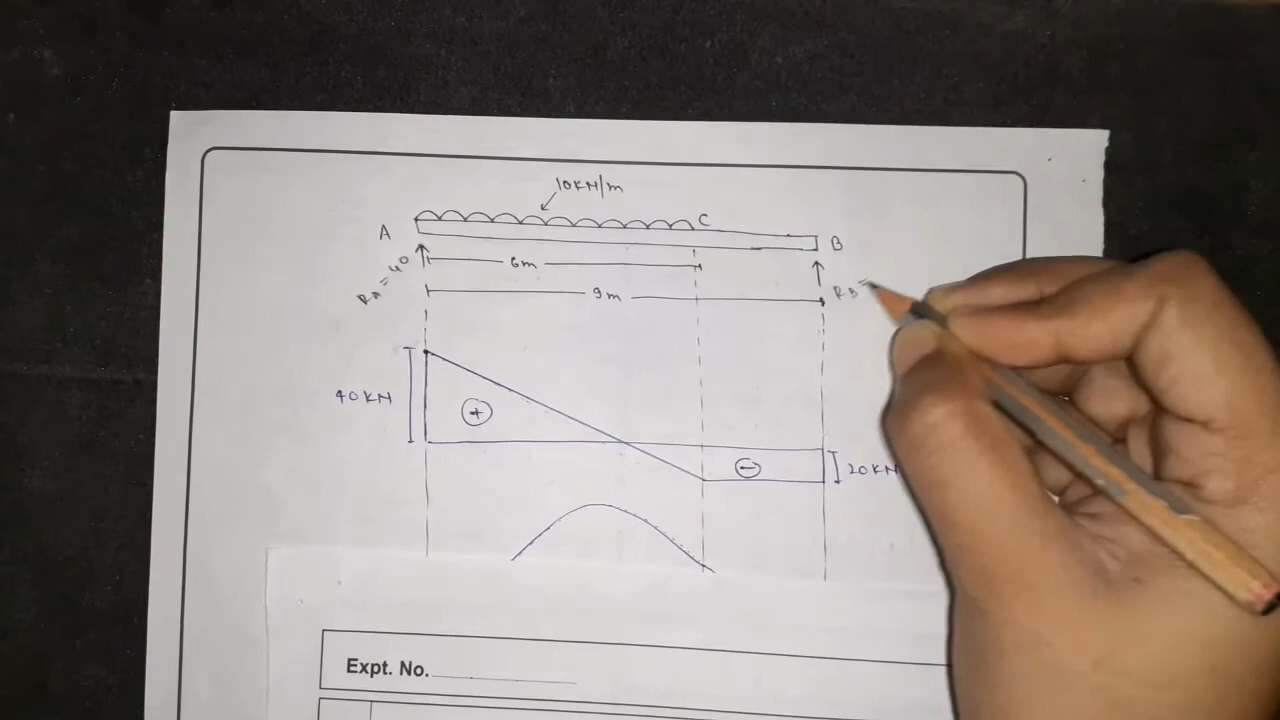 10KN/m
A
C
B
6m
RA = 40
9m
RB =
40KN
+
−
20KN
Expt. No.